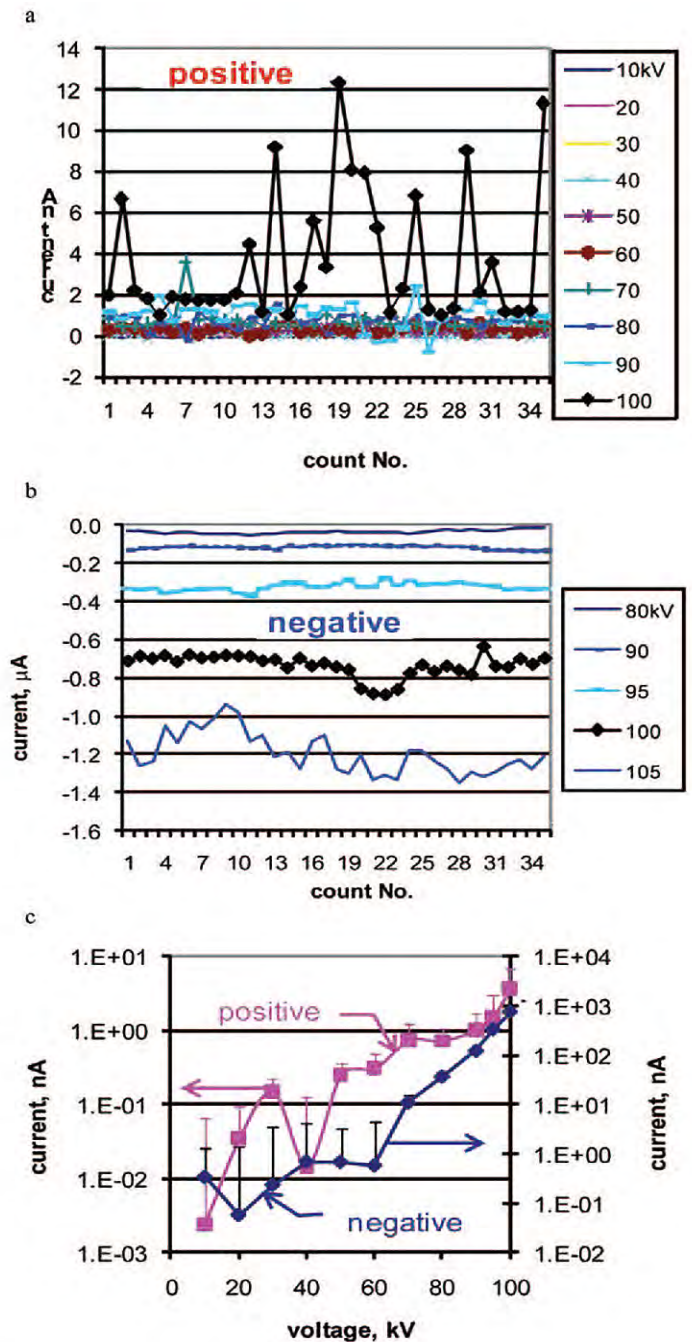 a
positive
14
12
10
8
6
4
2
0
-2
1 4 7 10 13 16 19 22 25 28 31 34
count No.
10kV
20
30
40
50
60
70
80
90
100
b
0.0
-0.2
-0.4
-0.6
-0.8
-1.0
-1.2
-1.4
-1.6
current, μA
negative
1 4 7 10 13 16 19 22 25 28 31 34
count No.
80kV
90
95
100
105
c
1.E+01
1.E+00
1.E-01
1.E-02
1.E-03
current, nA
positive
negative
1.E+04
1.E+03
1.E+02
1.E+01
1.E+00
1.E-01
1.E-02
current, nA
0 20 40 60 80 100
voltage, kV